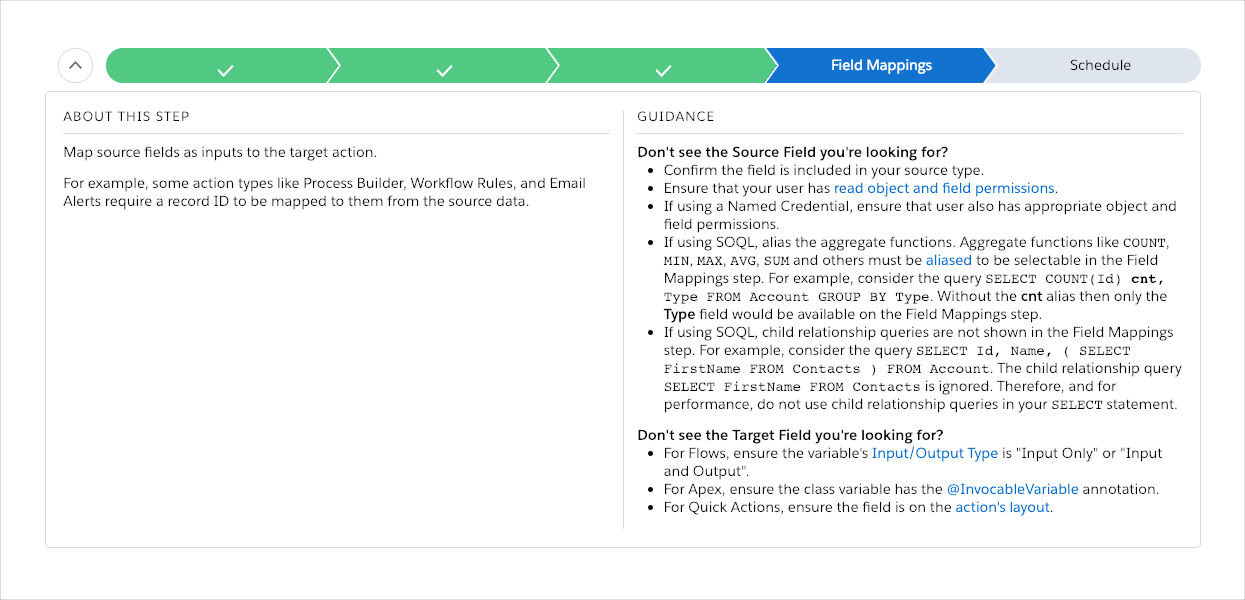 Field Mappings
Schedule
ABOUT THIS STEP
Map source fields as inputs to the target action.
For example, some action types like Process Builder, Workflow Rules, and Email
Alerts require a record ID to be mapped to them from the source data.
GUIDANCE
Don't see the Source Field you're looking for?
• Confirm the field is included in your source type.
• Ensure that your user has read object and field permissions.
• If using a Named Credential, ensure that user also has appropriate object and
field permissions.
• If using SOQL, alias the aggregate functions. Aggregate functions like COUNT,
MIN, MAX, AVG, SUM and others must be aliased to be selectable in the Field
Mappings step. For example, consider the query SELECT COUNT(Id) cnt,
Type FROM Account GROUP BY Type. Without the cnt alias then only the
Type field would be available on the Field Mappings step.
• If using SOQL, child relationship queries are not shown in the Field Mappings
step. For example, consider the query SELECT Id, Name, ( SELECT
FirstName FROM Contacts ) FROM Account. The child relationship query
SELECT FirstName FROM Contacts is ignored. Therefore, and for
performance, do not use child relationship queries in your SELECT statement.
Don't see the Target Field you're looking for?
• For Flows, ensure the variable's Input/Output Type is "Input Only" or "Input
and Output".
• For Apex, ensure the class variable has the @InvocableVariable annotation.
• For Quick Actions, ensure the field is on the action's layout.